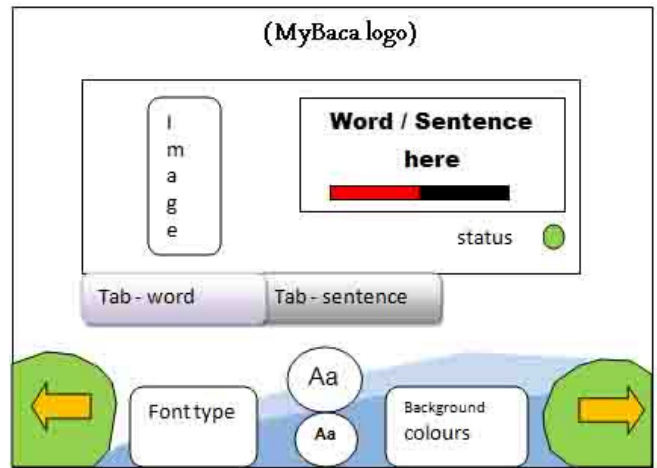 (MyBaca logo)
I
m
a
g
e
Word / Sentence
here
status
Tab - word
Tab - sentence
Aa
Font type
Background
colours
Aa